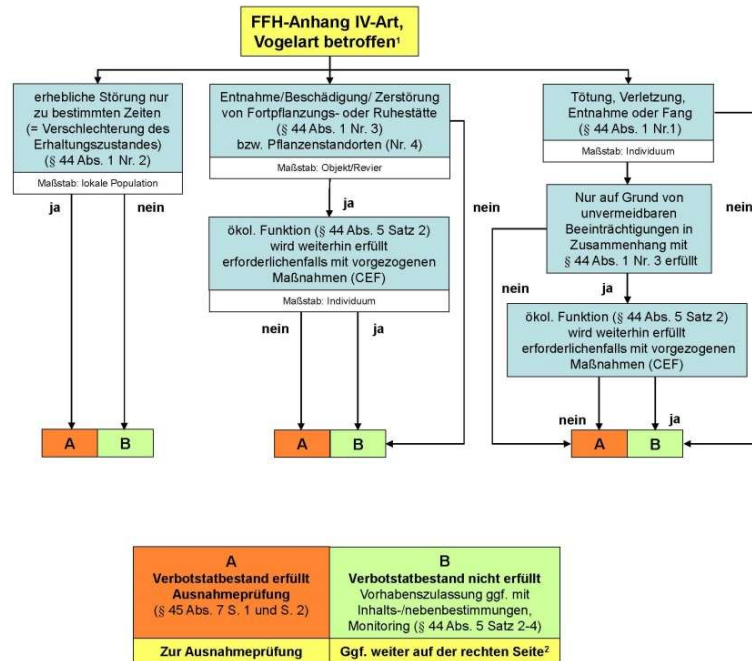 FFH-Anhang IV-Art,
Vogelart betroffen¹
erhebliche Störung nur
zu bestimmten Zeiten
(= Verschlechterung des
Erhaltungszustandes)
(§ 44 Abs. 1 Nr. 2)
Maßstab: lokale Population
ja
nein
A
B
Entnahme/Beschädigung/ Zerstörung
von Fortpflanzungs- oder Ruhestätte
(§ 44 Abs. 1 Nr. 3)
bzw. Pflanzenstandorten (Nr. 4)
Maßstab: Objekt/Revier
ja
nein
ökol. Funktion (§ 44 Abs. 5 Satz 2)
wird weiterhin erfüllt
erforderlichenfalls mit vorgezogenen
Maßnahmen (CEF)
Maßstab: Individuum
nein
ja
A
B
Tötung, Verletzung,
Entnahme oder Fang
(§ 44 Abs. 1 Nr.1)
Maßstab: Individuum
nein
Nur auf Grund von
unvermeidbaren
Beeinträchtigungen in
Zusammenhang mit
§ 44 Abs. 1 Nr. 3 erfüllt
nein
ja
ökol. Funktion (§ 44 Abs. 5 Satz 2)
wird weiterhin erfüllt
erforderlichenfalls mit vorgezogenen
Maßnahmen (CEF)
nein
ja
A
B
A
Verbotstatbestand erfüllt
Ausnahmeprüfung
(§ 45 Abs. 7 S. 1 und S. 2)
Zur Ausnahmeprüfung
B
Verbotstatbestand nicht erfüllt
Vorhabenszulassung ggf. mit
Inhalts-/nebenbestimmungen,
Monitoring (§ 44 Abs. 5 Satz 2-4)
Ggf. weiter auf der rechten Seite²